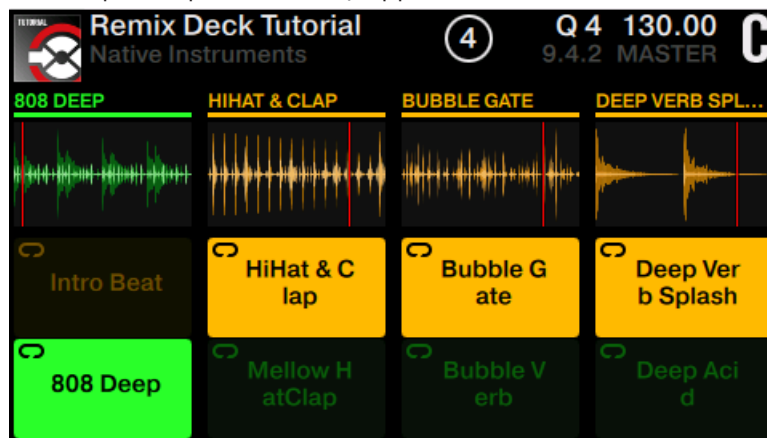 TUTORIAL
Remix Deck Tutorial
Native Instruments
4
Q 4 130.00
9.4.2 MASTER
C
808 DEEP
HIHAT & CLAP
BUBBLE GATE
DEEP VERB SPL...
Intro Beat
HiHat & C
lap
Bubble G
ate
Deep Ver
b Splash
808 Deep
Mellow H
atClap
Bubble V
erb
Deep Aci
d